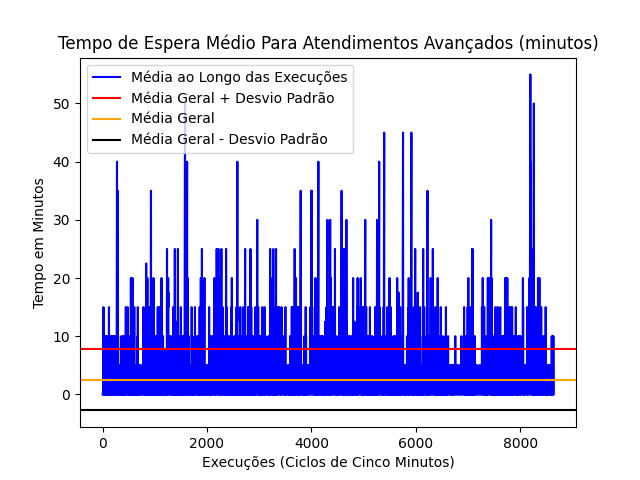 Tempo de Espera Médio Para Atendimentos Avançados (minutos)
Média ao Longo das Execuções
Média Geral + Desvio Padrão
Média Geral
Média Geral - Desvio Padrão
Tempo em Minutos
50
40
30
20
10
0
0 2000 4000 6000 8000
Execuções (Ciclos de Cinco Minutos)